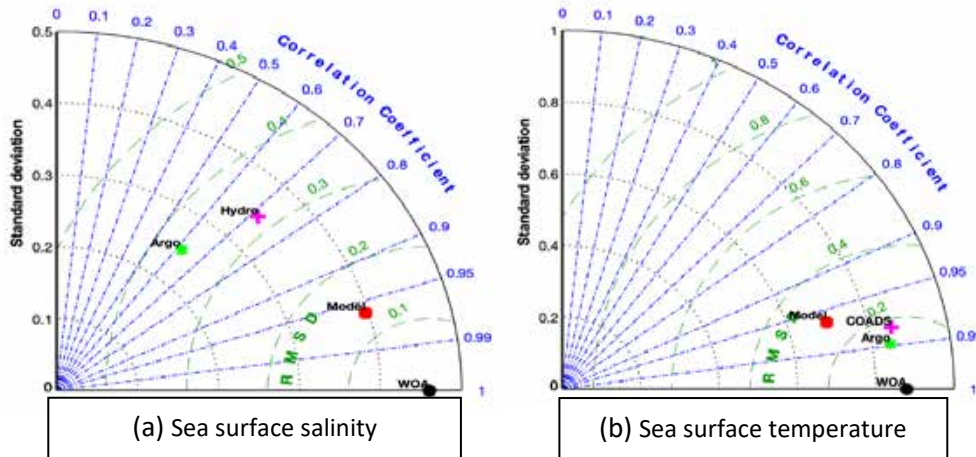 0 0.1 0.2 0.3 0.4 0.5 0.6 0.7 0.8 0.9 0.95 0.99 1
Correlation Coefficient
Standard deviation
0.5
0.4
0.3
0.2
0.1
0
0.5
0.4
0.3
0.2
0.1
RMSD
Hydro
Argo
Model
WOA
(a) Sea surface salinity
0 0.1 0.2 0.3 0.4 0.5 0.6 0.7 0.8 0.9 0.95 0.9 1
Correlation Coefficient
Standard deviation
1
0.8
0.6
0.4
0.2
0
0.8
0.6
0.4
0.2
RMS
Model
COADS
Argo
WOA
(b) Sea surface temperature